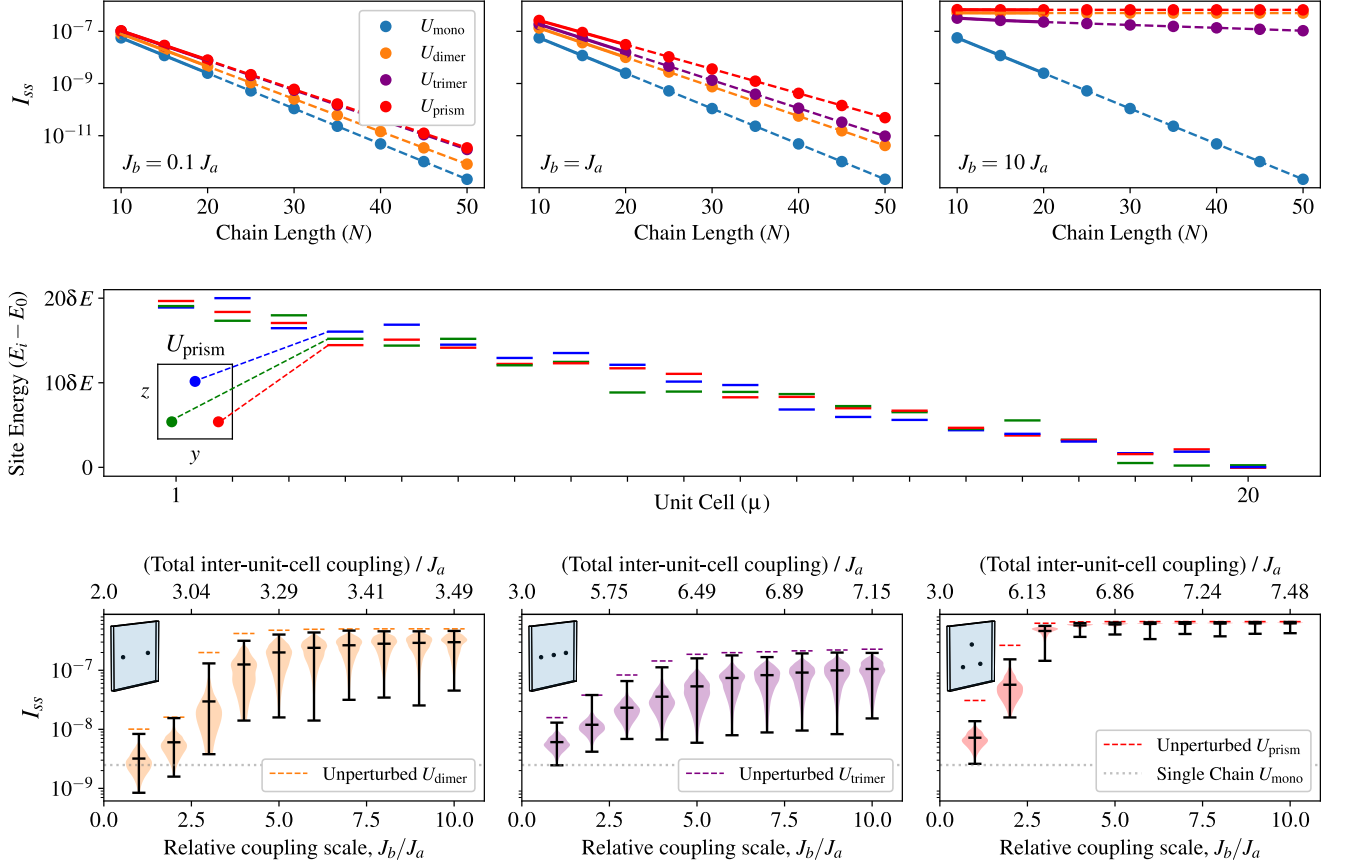 10⁻⁷
10⁻⁹
10⁻¹¹
I_ss
U_mono
U_dimer
U_trimer
U_prism
J_b = 0.1 J_a
J_b = J_a
J_b = 10 J_a
10 20 30 40 50
10 20 30 40 50
10 20 30 40 50
Chain Length (N)
Chain Length (N)
Chain Length (N)
Site Energy (E_i − E_0)
20δE
10δE
0
U_prism
z
y
1
Unit Cell (μ)
20
(Total inter-unit-cell coupling) / J_a
(Total inter-unit-cell coupling) / J_a
(Total inter-unit-cell coupling) / J_a
2.0 3.04 3.29 3.41 3.49
3.0 5.75 6.49 6.89 7.15
3.0 6.13 6.86 7.24 7.48
I_ss
10⁻⁷
10⁻⁸
10⁻⁹
Unperturbed U_dimer
Unperturbed U_trimer
Unperturbed U_prism
Single Chain U_mono
0.0 2.5 5.0 7.5 10.0
0.0 2.5 5.0 7.5 10.0
0.0 2.5 5.0 7.5 10.0
Relative coupling scale, J_b/J_a
Relative coupling scale, J_b/J_a
Relative coupling scale, J_b/J_a